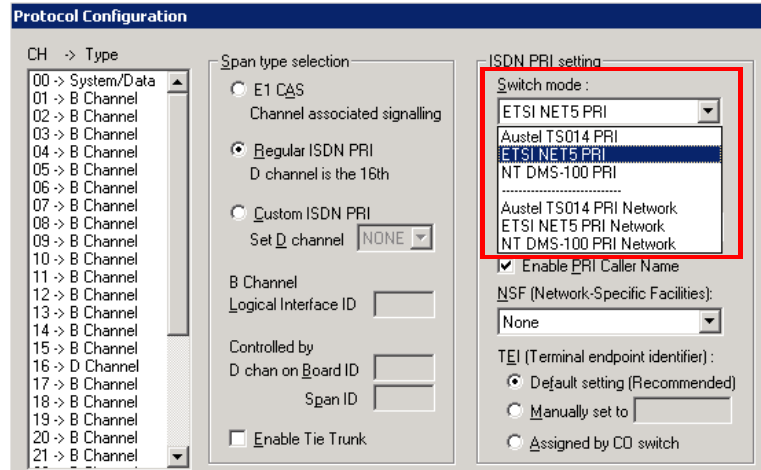 Protocol Configuration
CH -> Type
00 -> System/Data
01 -> B Channel
02 -> B Channel
03 -> B Channel
04 -> B Channel
05 -> B Channel
06 -> B Channel
07 -> B Channel
08 -> B Channel
09 -> B Channel
10 -> B Channel
11 -> B Channel
12 -> B Channel
13 -> B Channel
14 -> B Channel
15 -> B Channel
16 -> D Channel
17 -> B Channel
18 -> B Channel
19 -> B Channel
20 -> B Channel
21 -> B Channel
Span type selection
E1 CAS
Channel associated signalling
Regular ISDN PRI
D channel is the 16th
Custom ISDN PRI
Set D channel NONE
B Channel
Logical Interface ID
Controlled by
D chan on Board ID
Span ID
Enable Tie Trunk
ISDN PRI setting
Switch mode :
ETSI NET5 PRI
Austel TS014 PRI
ETSI NET5 PRI
NT DMS-100 PRI
----------------------------
Austel TS014 PRI Network
ETSI NET5 PRI Network
NT DMS-100 PRI Network
Enable PRI Caller Name
NSF (Network-Specific Facilities):
None
TEI (Terminal endpoint identifier) :
Default setting (Recommended)
Manually set to
Assigned by CO switch